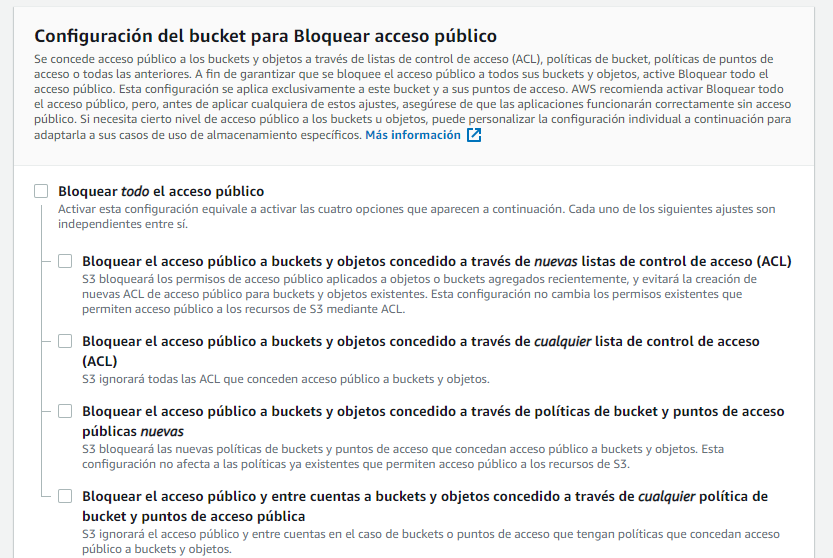 Configuración del bucket para Bloquear acceso público
Se concede acceso público a los buckets y objetos a través de listas de control de acceso (ACL), políticas de bucket, políticas de puntos de
acceso o todas las anteriores. A fin de garantizar que se bloquee el acceso público a todos sus buckets y objetos, active Bloquear todo el
acceso público. Esta configuración se aplica exclusivamente a este bucket y a sus puntos de acceso. AWS recomienda activar Bloquear todo
el acceso público, pero, antes de aplicar cualquiera de estos ajustes, asegúrese de que las aplicaciones funcionarán correctamente sin acceso
público. Si necesita cierto nivel de acceso público a los buckets u objetos, puede personalizar la configuración individual a continuación para
adaptarla a sus casos de uso de almacenamiento específicos. Más información
Bloquear todo el acceso público
Activar esta configuración equivale a activar las cuatro opciones que aparecen a continuación. Cada uno de los siguientes ajustes son
independientes entre sí.
Bloquear el acceso público a buckets y objetos concedido a través de nuevas listas de control de acceso (ACL)
S3 bloqueará los permisos de acceso público aplicados a objetos o buckets agregados recientemente, y evitará la creación de
nuevas ACL de acceso público para buckets y objetos existentes. Esta configuración no cambia los permisos existentes que
permiten acceso público a los recursos de S3 mediante ACL.
Bloquear el acceso público a buckets y objetos concedido a través de cualquier lista de control de acceso
(ACL)
S3 ignorará todas las ACL que conceden acceso público a buckets y objetos.
Bloquear el acceso público a buckets y objetos concedido a través de políticas de bucket y puntos de acceso
públicas nuevas
S3 bloqueará las nuevas políticas de buckets y puntos de acceso que concedan acceso público a buckets y objetos. Esta
configuración no afecta a las políticas ya existentes que permiten acceso público a los recursos de S3.
Bloquear el acceso público y entre cuentas a buckets y objetos concedido a través de cualquier política de
bucket y puntos de acceso pública
S3 ignorará el acceso público y entre cuentas en el caso de buckets o puntos de acceso que tengan políticas que concedan acceso
público a buckets y objetos.